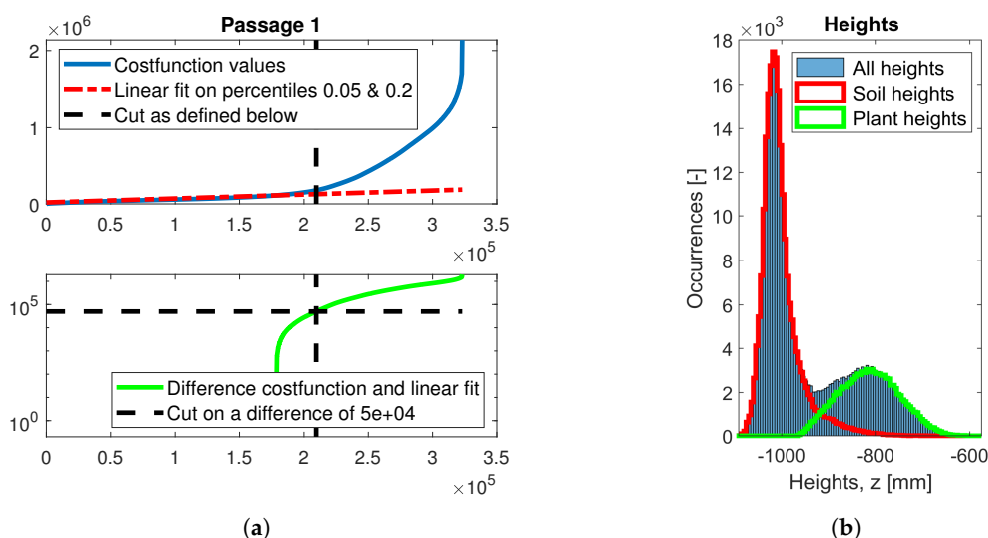 Passage 1
×10^6
2
1
0
Costfunction values
Linear fit on percentiles 0.05 & 0.2
Cut as defined below
0 0.5 1 1.5 2 2.5 3 3.5
×10^5
10^5
10^0
Difference costfunction and linear fit
Cut on a difference of 5e+04
0 0.5 1 1.5 2 2.5 3 3.5
×10^5
(a)
Heights
×10^3
18
16
14
12
10
8
6
4
2
0
Occurrences [-]
All heights
Soil heights
Plant heights
-1000 -800 -600
Heights, z [mm]
(b)